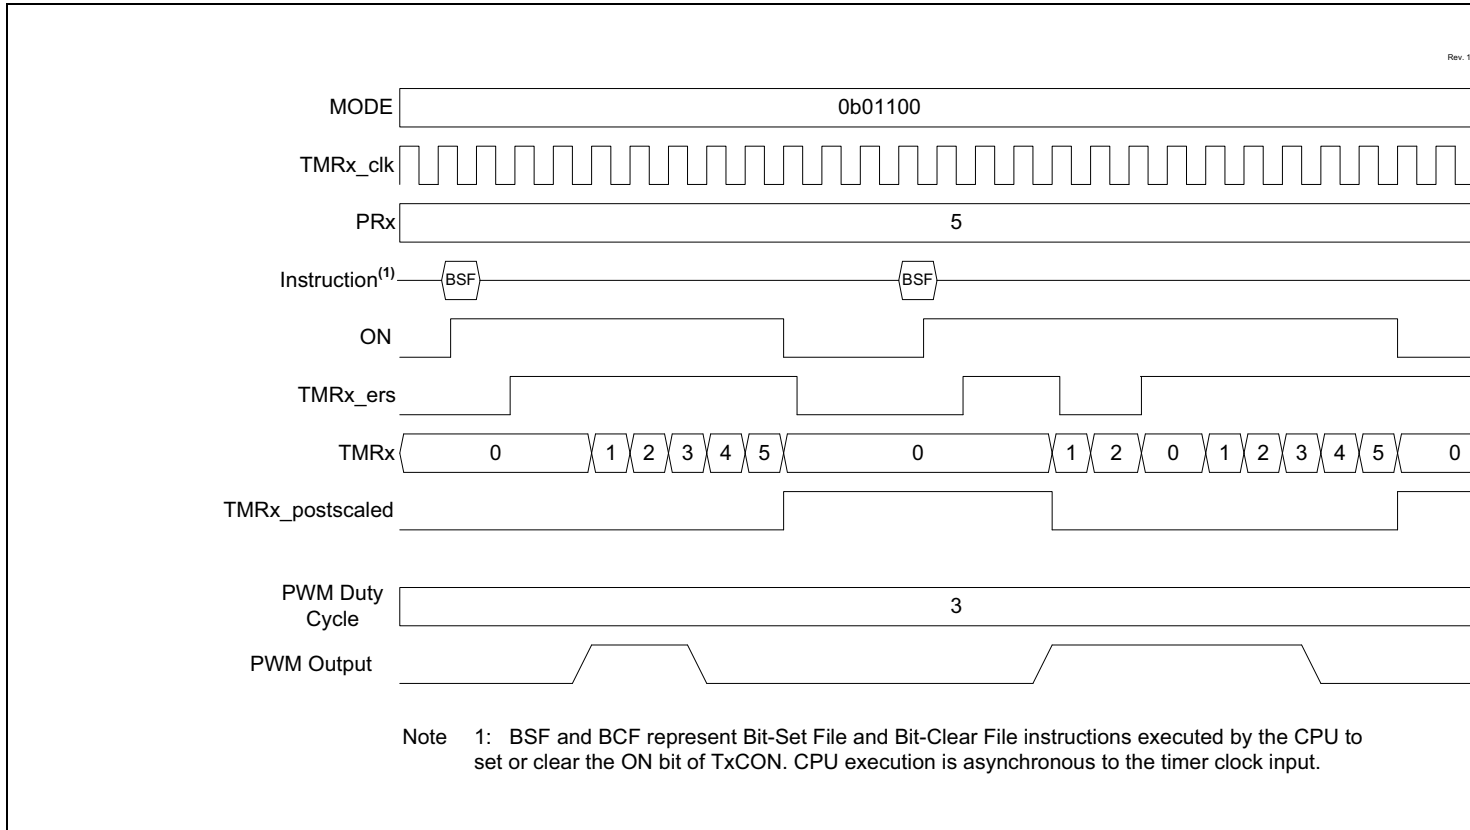 Rev. 1
MODE 0b01100
TMRx_clk
PRx 5
Instruction(1) BSF BSF
ON
TMRx_ers
TMRx 0 1 2 3 4 5 0 1 2 0 1 2 3 4 5 0
TMRx_postscaled
PWM Duty
Cycle 3
PWM Output
Note 1: BSF and BCF represent Bit-Set File and Bit-Clear File instructions executed by the CPU to
set or clear the ON bit of TxCON. CPU execution is asynchronous to the timer clock input.